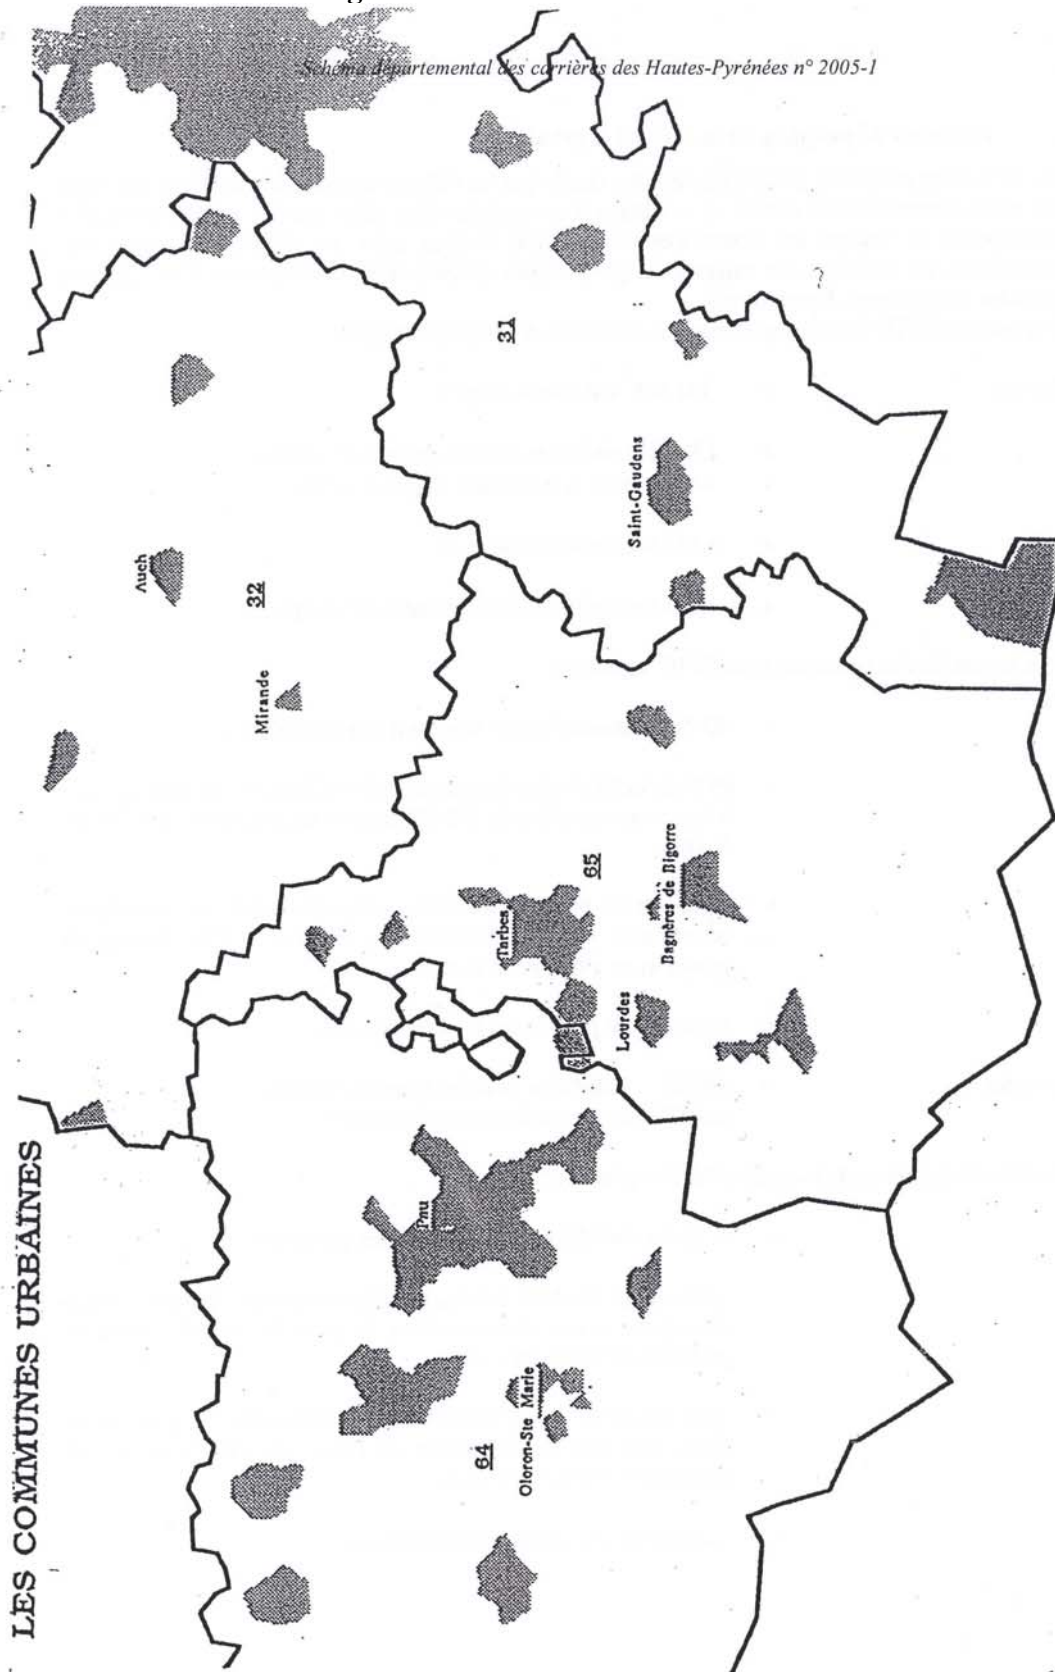 Schéma départemental des carrières des Hautes-Pyrénées n° 2005-1
LES COMMUNES URBAINES
Auch
32
Mirande
31
Saint-Gaudens
65
Tarbes
Bagnères de Bigorre
Lourdes
Pau
64
Oloron-Ste Marie